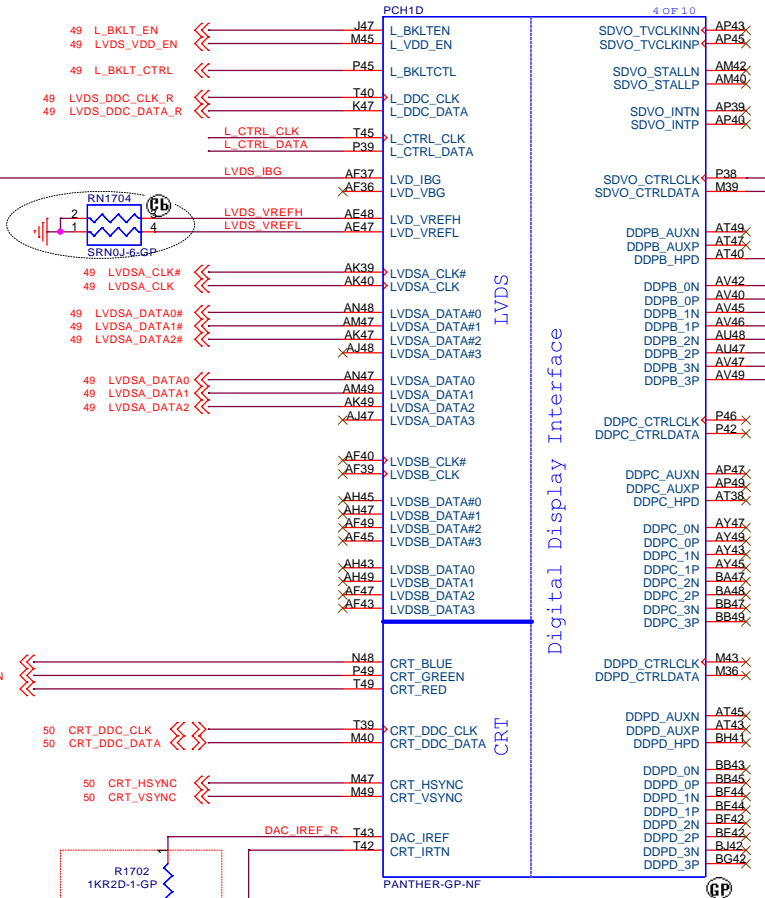 PCH1D
4 OF 10
49 L_BKLT_EN J47 L_BKLTEN
49 LVDS_VDD_EN M45 L_VDD_EN
49 L_BKLT_CTRL P45 L_BKLTCTL
49 LVDS_DDC_CLK_R T40 L_DDC_CLK
49 LVDS_DDC_DATA_R K47 L_DDC_DATA
L_CTRL_CLK T45 L_CTRL_CLK
L_CTRL_DATA P39 L_CTRL_DATA
LVDS_IBG AF37 LVD_IBG
AF36 LVD_VBG
RN1704
2 3 LVDS_VREFH AE48 LVD_VREFH
1 4 LVDS_VREFL AE47 LVD_VREFL
SRN0J-6-GP
49 LVDSA_CLK# AK39 LVDSA_CLK#
49 LVDSA_CLK AK40 LVDSA_CLK
49 LVDSA_DATA0# AN48 LVDSA_DATA#0
49 LVDSA_DATA1# AM47 LVDSA_DATA#1
49 LVDSA_DATA2# AK47 LVDSA_DATA#2
AJ48 LVDSA_DATA#3
49 LVDSA_DATA0 AN47 LVDSA_DATA0
49 LVDSA_DATA1 AM49 LVDSA_DATA1
49 LVDSA_DATA2 AK49 LVDSA_DATA2
AJ47 LVDSA_DATA3
AF40 LVDSB_CLK#
AF39 LVDSB_CLK
AH45 LVDSB_DATA#0
AH47 LVDSB_DATA#1
AF49 LVDSB_DATA#2
AF45 LVDSB_DATA#3
AH43 LVDSB_DATA0
AH49 LVDSB_DATA1
AF47 LVDSB_DATA2
AF43 LVDSB_DATA3
N48 CRT_BLUE
N P49 CRT_GREEN
T49 CRT_RED
50 CRT_DDC_CLK T39 CRT_DDC_CLK
50 CRT_DDC_DATA M40 CRT_DDC_DATA
50 CRT_HSYNC M47 CRT_HSYNC
50 CRT_VSYNC M49 CRT_VSYNC
DAC_IREF_R T43 DAC_IREF
T42 CRT_IRTN
1
R1702
1KR2D-1-GP
LVDS
CRT
Digital Display Interface
SDVO_TVCLKINN AP43
SDVO_TVCLKINP AP45
SDVO_STALLN AM42
SDVO_STALLP AM40
SDVO_INTN AP39
SDVO_INTP AP40
SDVO_CTRLCLK P38
SDVO_CTRLDATA M39
DDPB_AUXN AT49
DDPB_AUXP AT47
DDPB_HPD AT40
DDPB_0N AV42
DDPB_0P AV40
DDPB_1N AV45
DDPB_1P AV46
DDPB_2N AU48
DDPB_2P AU47
DDPB_3N AV47
DDPB_3P AV49
DDPC_CTRLCLK P46
DDPC_CTRLDATA P42
DDPC_AUXN AP47
DDPC_AUXP AP49
DDPC_HPD AT38
DDPC_0N AY47
DDPC_0P AY49
DDPC_1N AY43
DDPC_1P AY45
DDPC_2N BA47
DDPC_2P BA48
DDPC_3N BB47
DDPC_3P BB49
DDPD_CTRLCLK M43
DDPD_CTRLDATA M36
DDPD_AUXN AT45
DDPD_AUXP AT43
DDPD_HPD BH41
DDPD_0N BB43
DDPD_0P BB45
DDPD_1N BF44
DDPD_1P BE44
DDPD_2N BF42
DDPD_2P BE42
DDPD_3N BJ42
DDPD_3P BG42
PANTHER-GP-NF
GP